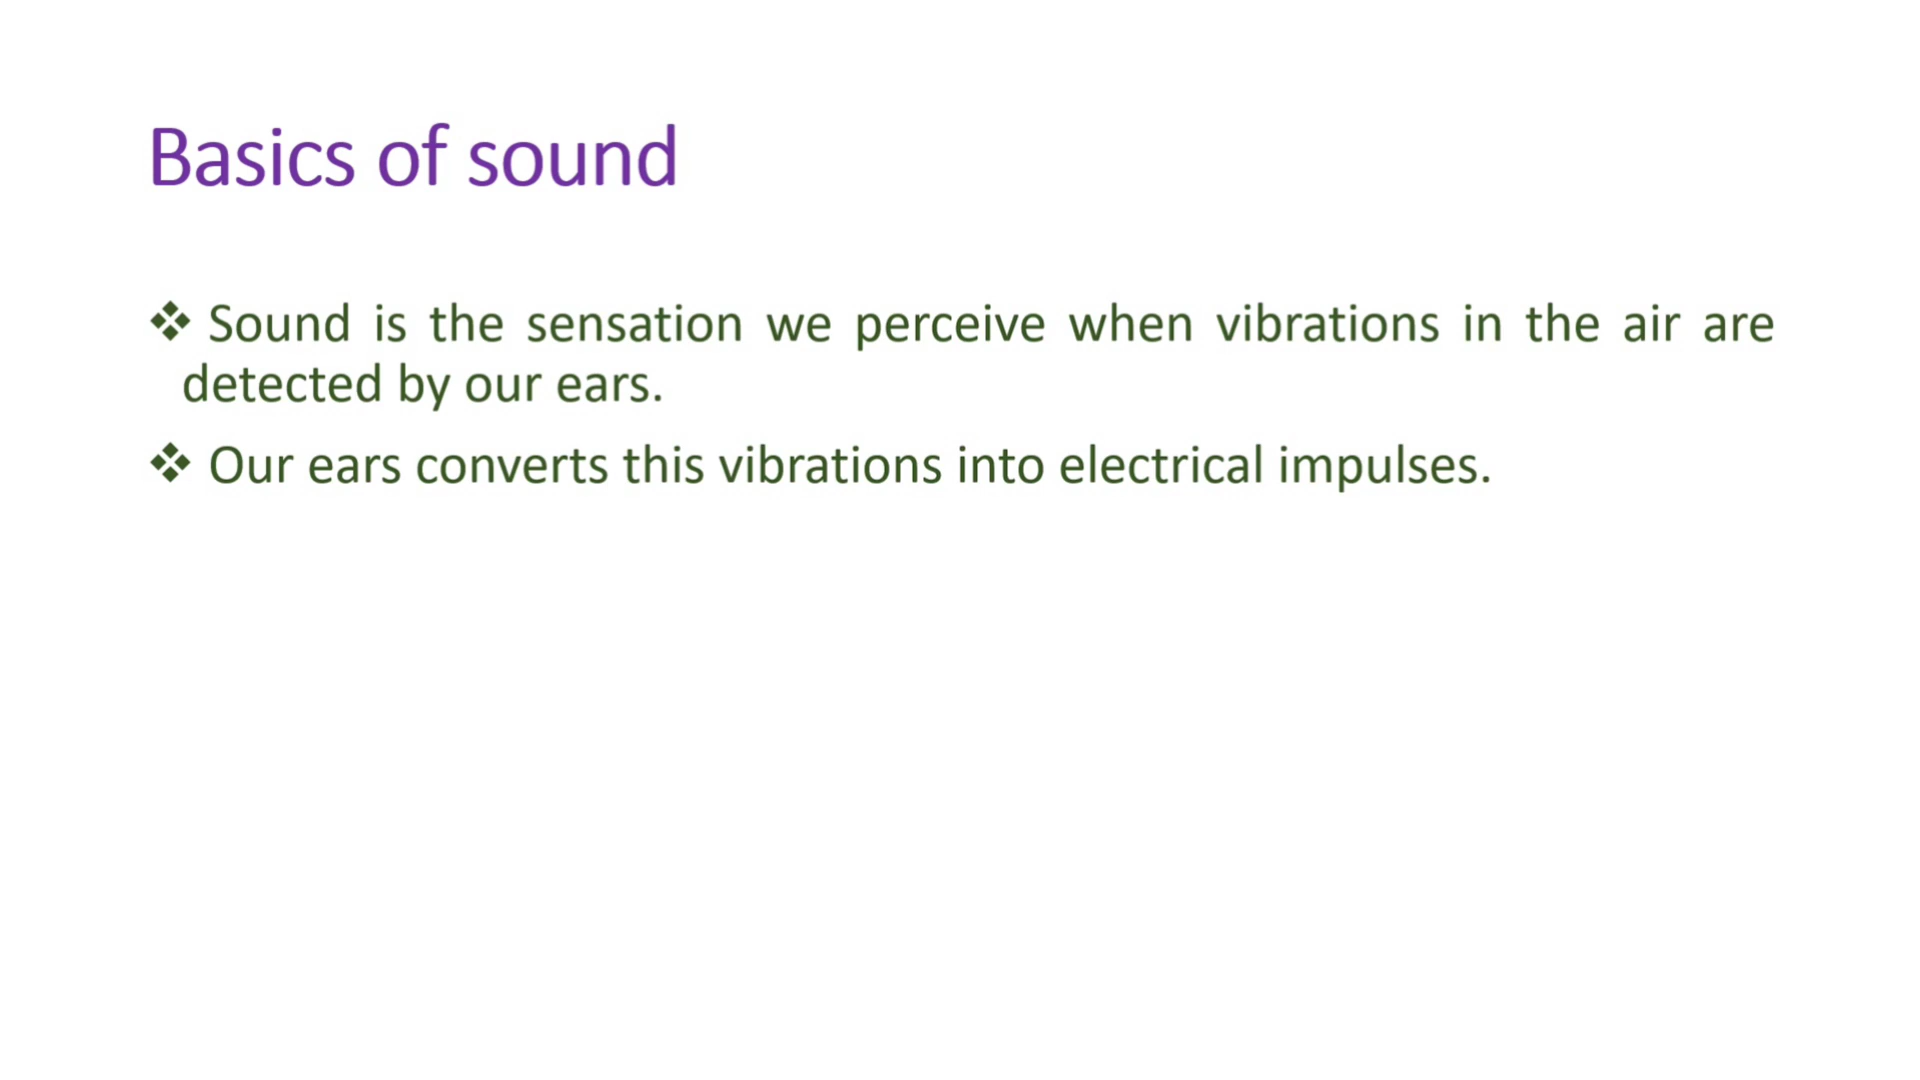 Basics of sound
❖ Sound is the sensation we perceive when vibrations in the air are
detected by our ears.
❖ Our ears converts this vibrations into electrical impulses.